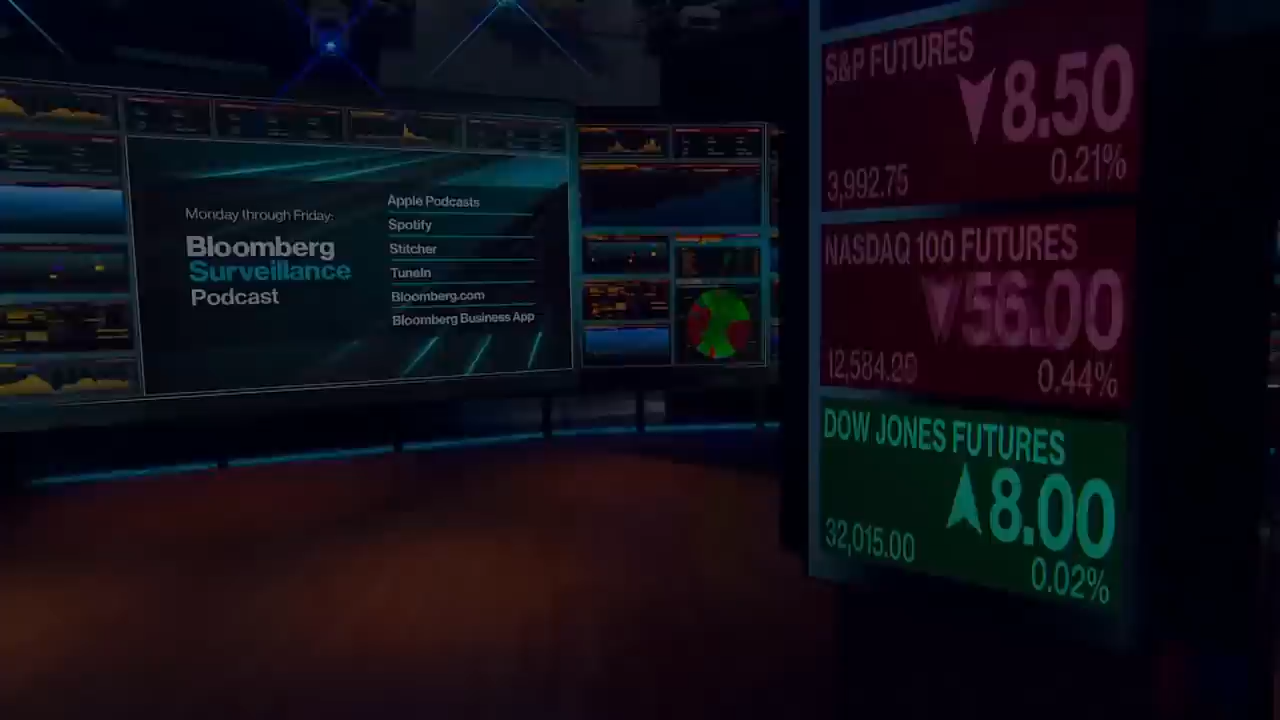 Monday through Friday:
Bloomberg
Surveillance
Podcast
Apple Podcasts
Spotify
Stitcher
TuneIn
Bloomberg.com
Bloomberg Business App
S&P FUTURES
8.50
3,992.75
0.21%
NASDAQ 100 FUTURES
56.00
12,584.20
0.44%
DOW JONES FUTURES
8.00
32,015.00
0.02%